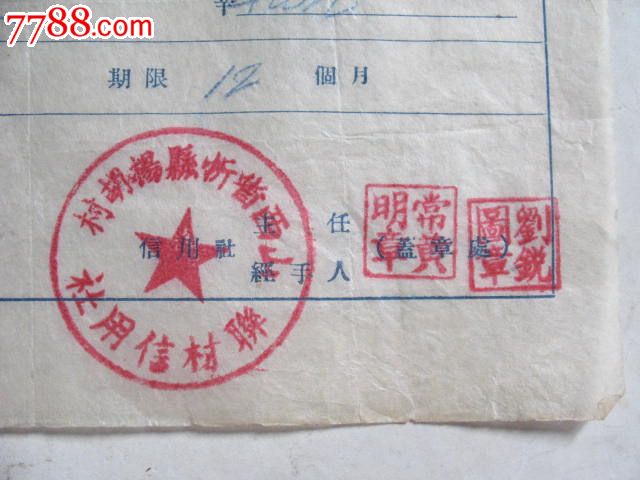 7788.com
期限 12 個月
山西省忻縣楊胡村
聯村信用社
信用社
主任
經手人
(蓋章處)
常
明章
劉銳
圖章